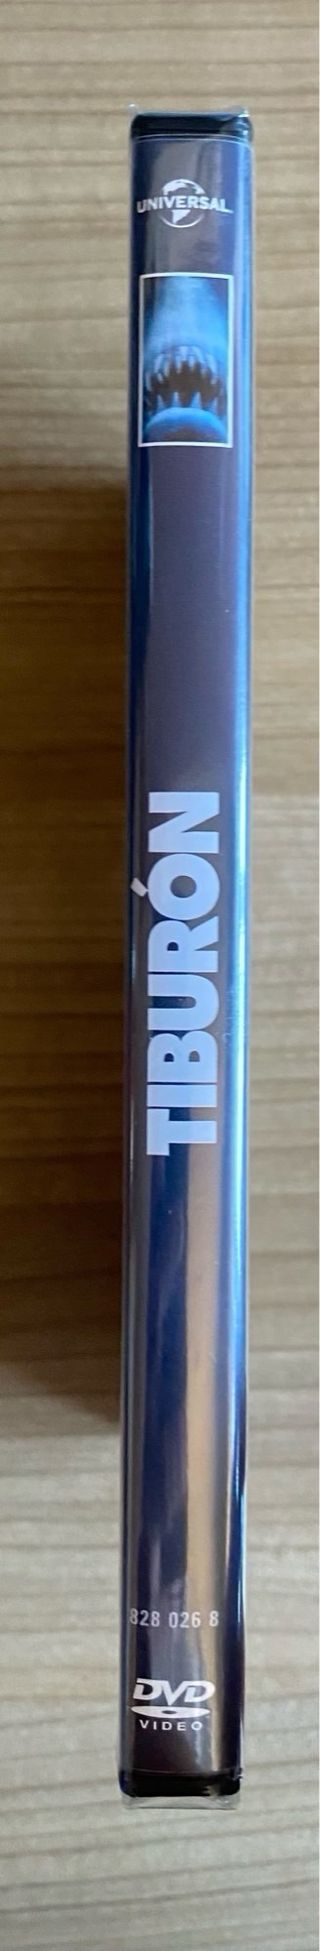 UNIVERSAL
TIBURÓN
828 026 8
DVD
VIDEO